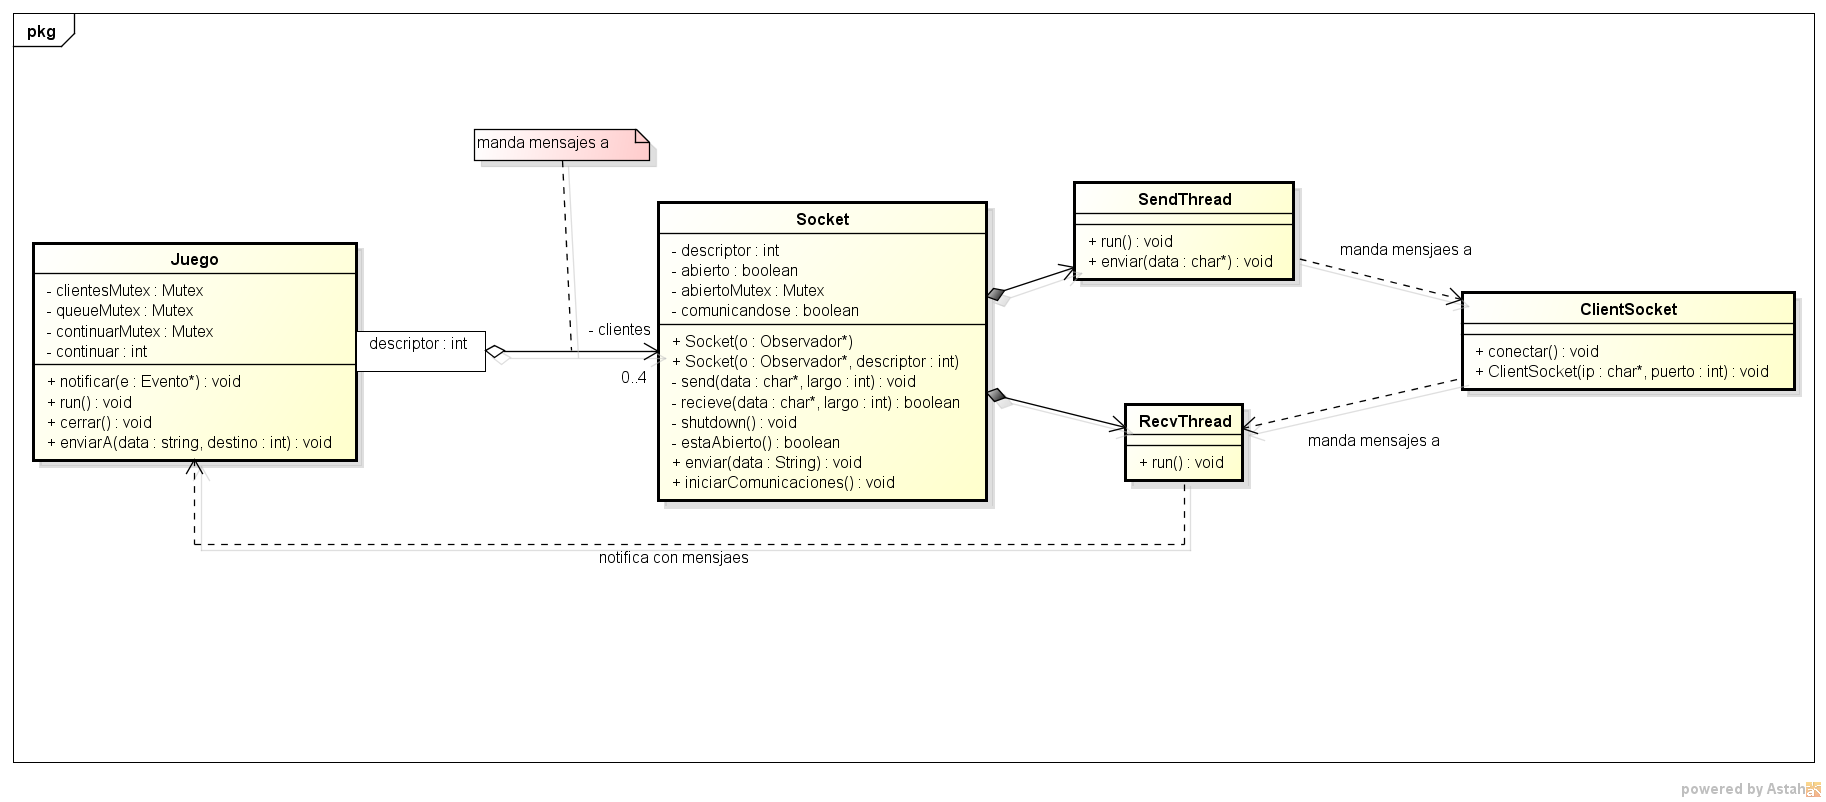 pkg
manda mensajes a
Juego
- clientesMutex : Mutex
- queueMutex : Mutex
- continuarMutex : Mutex
- continuar : int
+ notificar(e : Evento*) : void
+ run() : void
+ cerrar() : void
+ enviarA(data : string, destino : int) : void
descriptor : int
- clientes
0..4
Socket
- descriptor : int
- abierto : boolean
- abiertoMutex : Mutex
- comunicandose : boolean
+ Socket(o : Observador*)
+ Socket(o : Observador*, descriptor : int)
- send(data : char*, largo : int) : void
- recieve(data : char*, largo : int) : boolean
- shutdown() : void
- estaAbierto() : boolean
+ enviar(data : String) : void
+ iniciarComunicaciones() : void
SendThread
+ run() : void
+ enviar(data : char*) : void
manda mensjaes a
ClientSocket
+ conectar() : void
+ ClientSocket(ip : char*, puerto : int) : void
RecvThread
+ run() : void
manda mensajes a
notifica con mensjaes
powered by Astah